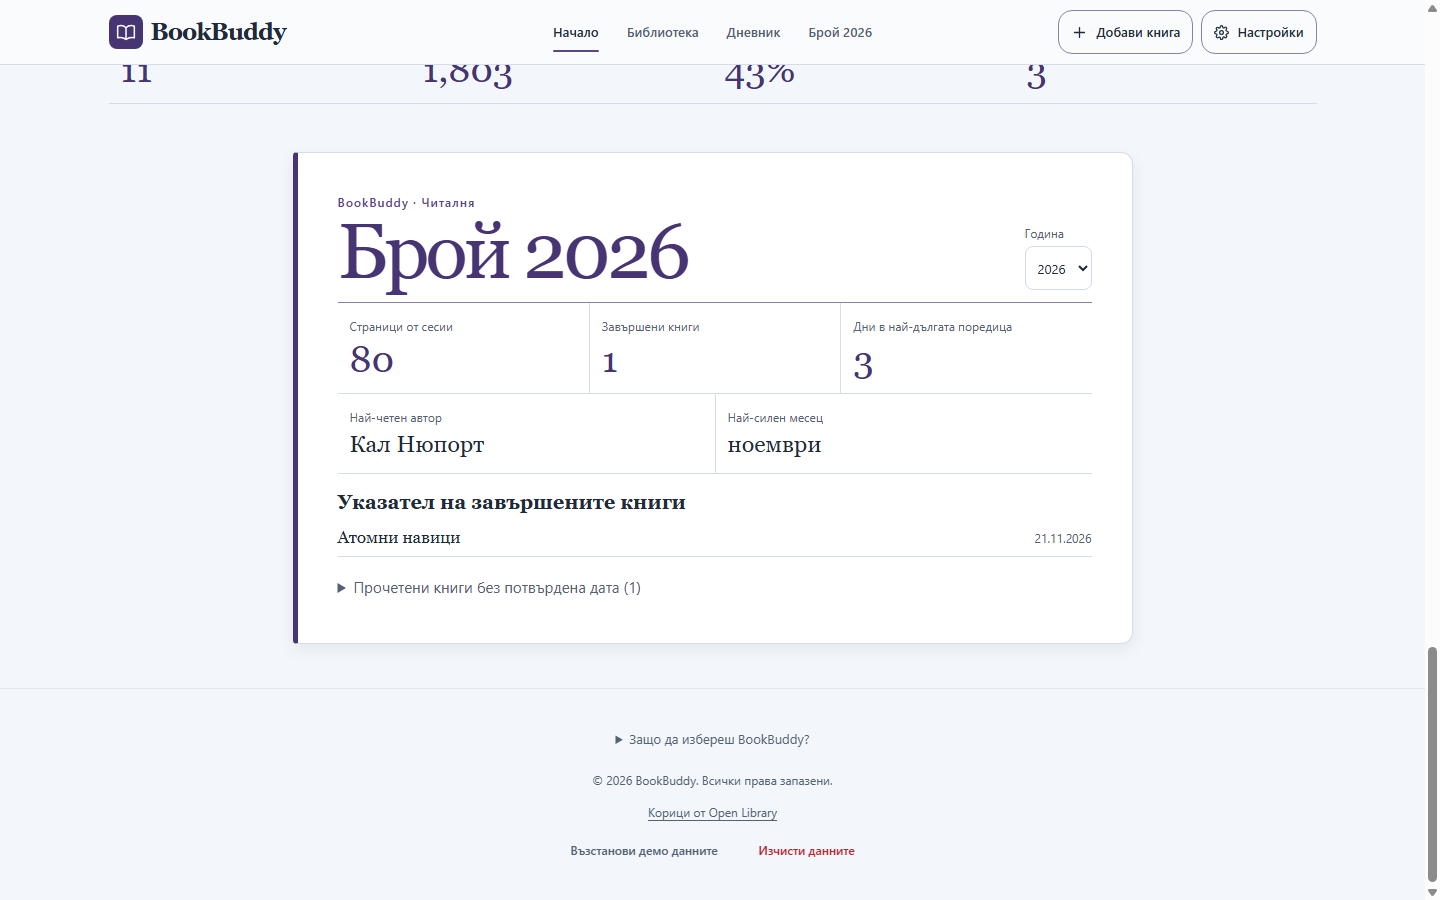 BookBuddy
Начало
Библиотека
Дневник
Брой 2026
Добави книга
Настройки
11
1,803
43%
3
BookBuddy · Читалня
Брой 2026
Година
2026
Страници от сесии
80
Завършени книги
1
Дни в най-дългата поредица
3
Най-четен автор
Кал Нюпорт
Най-силен месец
ноември
Указател на завършените книги
Атомни навици
21.11.2026
Прочетени книги без потвърдена дата (1)
Защо да избереш BookBuddy?
© 2026 BookBuddy. Всички права запазени.
Корици от Open Library
Възстанови демо данните
Изчисти данните